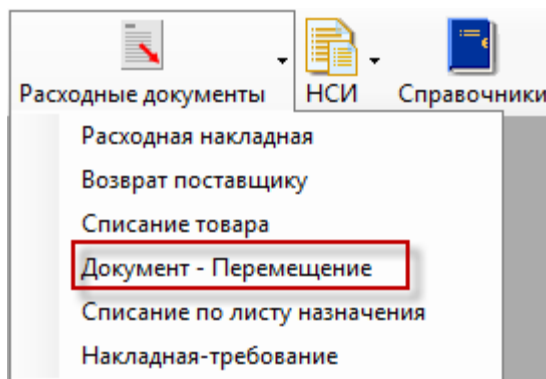 Расходные документы НСИ Справочники
Расходная накладная
Возврат поставщику
Списание товара
Документ - Перемещение
Списание по листу назначения
Накладная-требование